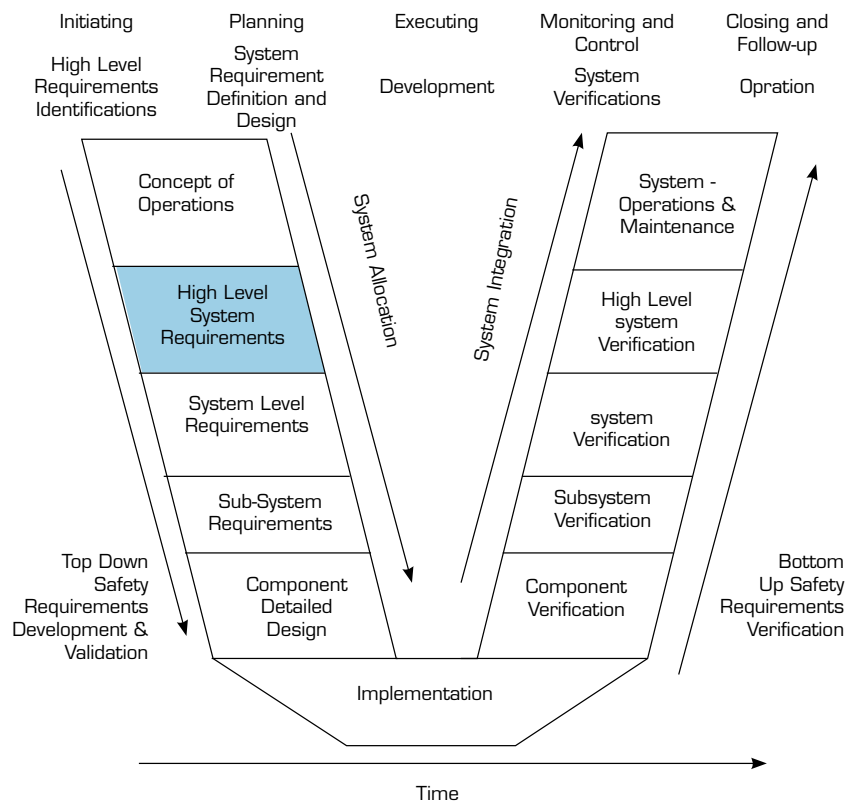 Initiating
Planning
Executing
Monitoring and
Control
Closing and
Follow-up
High Level
Requirements
Identifications
System
Requirement
Definition and
Design
Development
System
Verifications
Opration
Concept of
Operations
High Level
System
Requirements
System Level
Requirements
Sub-System
Requirements
Component
Detailed
Design
System Allocation
System Integration
System -
Operations &
Maintenance
High Level
system
Verification
system
Verification
Subsystem
Verification
Component
Verification
Top Down
Safety
Requirements
Development &
Validation
Bottom
Up Safety
Requirements
Verification
Implementation
Time